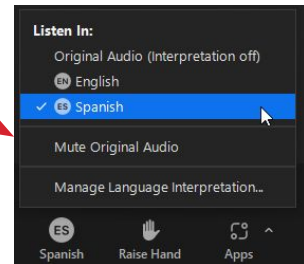 Listen In:
Original Audio (Interpretation off)
EN English
ES Spanish
Mute Original Audio
Manage Language Interpretation...
ES
Spanish Raise Hand Apps